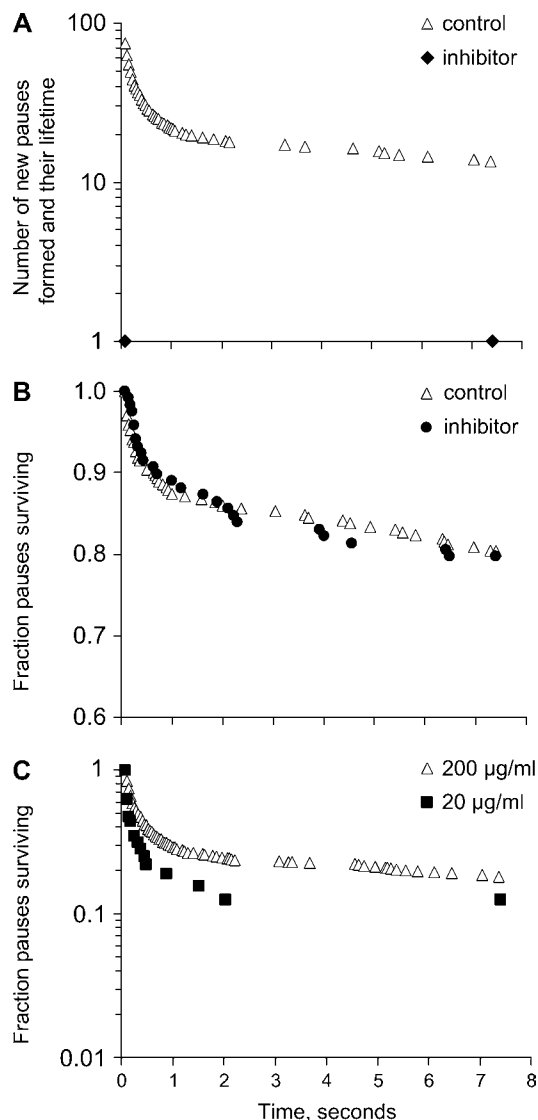 A
100
10
1
Number of new pauses
formed and their lifetime
control
inhibitor
B
1.0
0.9
0.8
0.7
0.6
Fraction pauses surviving
control
inhibitor
C
1
0.1
0.01
Fraction pauses surviving
200 µg/ml
20 µg/ml
0 1 2 3 4 5 6 7 8
Time, seconds